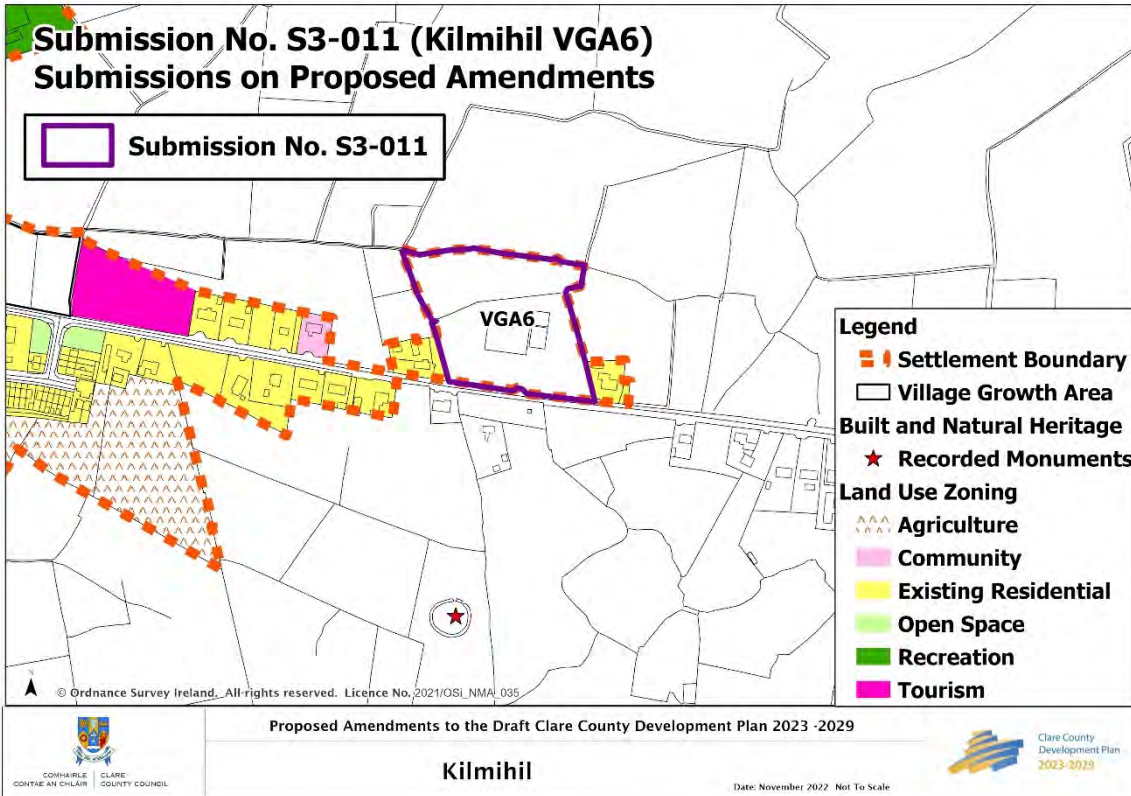 Submission No. S3-011 (Kilmihil VGA6)
Submissions on Proposed Amendments
Submission No. S3-011
VGA6
Legend
Settlement Boundary
Village Growth Area
Built and Natural Heritage
Recorded Monuments
Land Use Zoning
Agriculture
Community
Existing Residential
Open Space
Recreation
Tourism
N
© Ordnance Survey Ireland. All rights reserved. Licence No. 2021/OSi_NMA_035
Proposed Amendments to the Draft Clare County Development Plan 2023 -2029
Kilmihil
Date: November 2022 Not To Scale
COMHAIRLE
CONTAE AN CHLÁIR
CLARE
COUNTY COUNCIL
Clare County
Development Plan
2023-2029